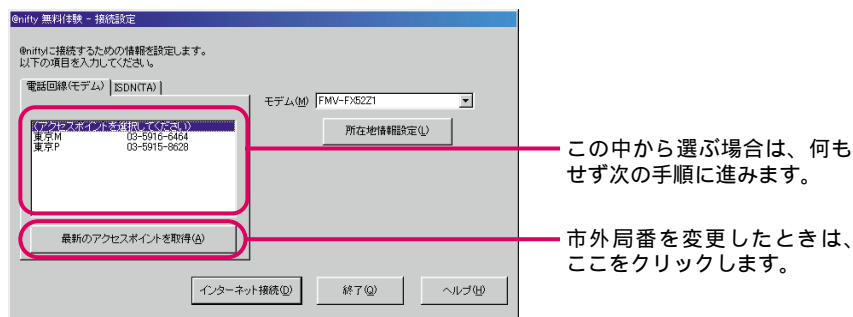 @nifty 無料体験 - 接続設定
@niftyに接続するための情報を設定します。
以下の項目を入力してください。
電話回線(モデム)
ISDN(TA)
モデム(M)
FMV-FX52Z1
(アクセスポイントを選択してください)
東京M 03-5916-6464
東京P 03-5915-8628
所在地情報設定(L)
この中から選ぶ場合は、何も
せず次の手順に進みます。
最新のアクセスポイントを取得(A)
市外局番を変更したときは、
ここをクリックします。
インターネット接続(D)
終了(Q)
ヘルプ(H)